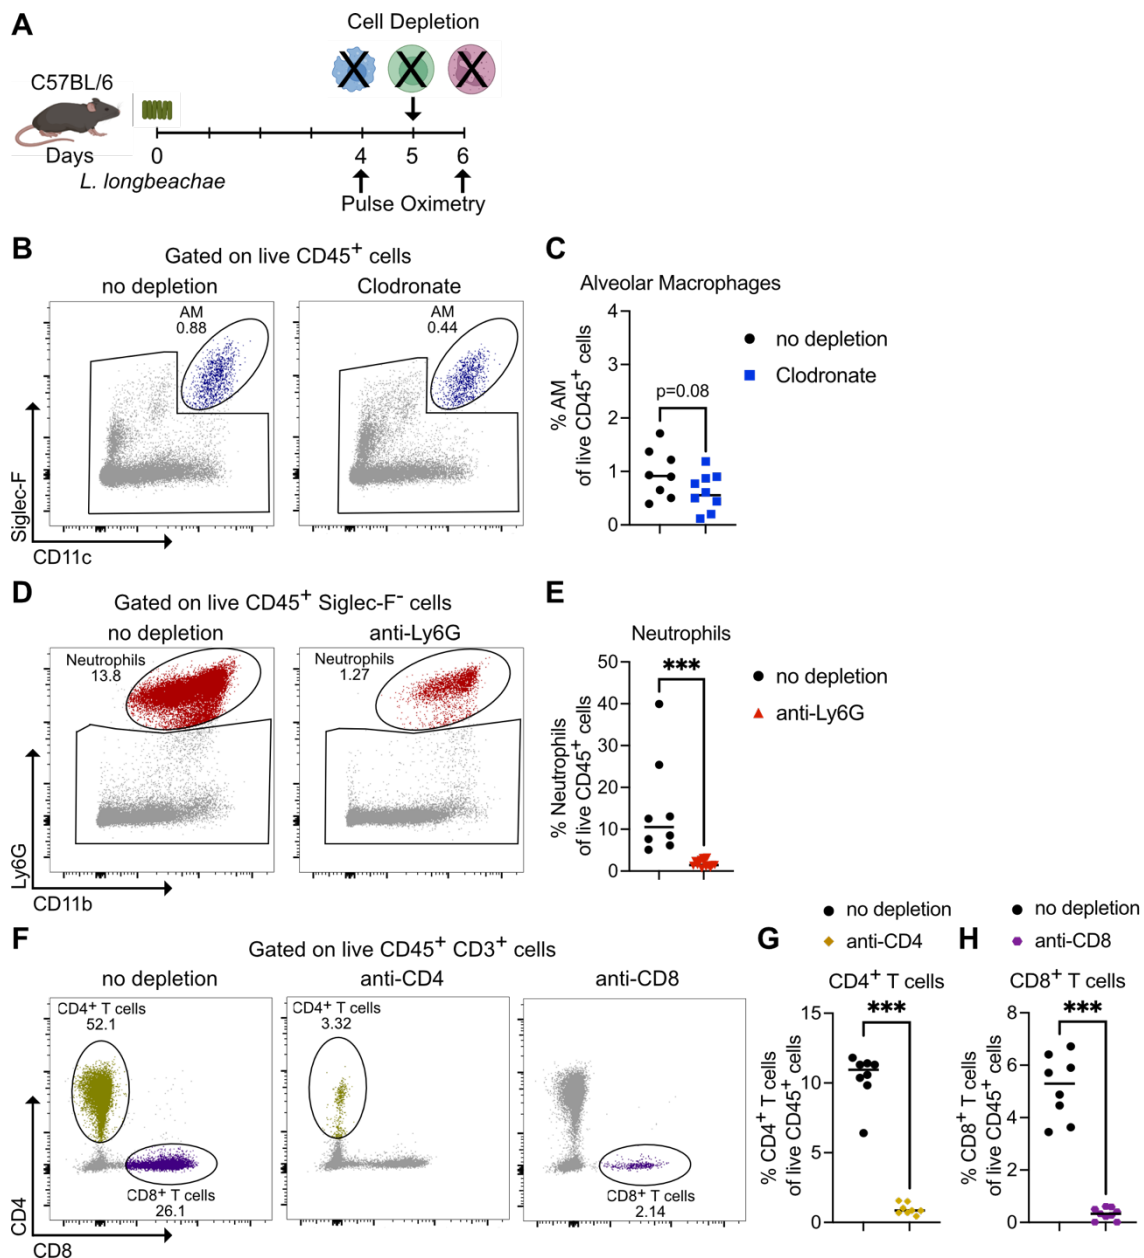 A
Cell Depletion
X X X
C57BL/6
Days 0 4 5 6
L. longbeachae
Pulse Oximetry
B
Gated on live CD45+ cells
no depletion
Clodronate
AM
0.88
AM
0.44
Siglec-F
CD11c
C
Alveolar Macrophages
no depletion
Clodronate
p=0.08
% AM
of live CD45+ cells
4
3
2
1
0
D
Gated on live CD45+ Siglec-F- cells
no depletion
anti-Ly6G
Neutrophils
13.8
Neutrophils
1.27
Ly6G
CD11b
E
Neutrophils
no depletion
anti-Ly6G
***
% Neutrophils
of live CD45+ cells
50
40
30
20
10
0
F
Gated on live CD45+ CD3+ cells
no depletion
anti-CD4
anti-CD8
CD4+ T cells
52.1
CD8+ T cells
26.1
CD4+ T cells
3.32
CD8+ T cells
2.14
CD4
CD8
G
no depletion
anti-CD4
CD4+ T cells
***
% CD4+ T cells
of live CD45+ cells
15
10
5
0
H
no depletion
anti-CD8
CD8+ T cells
***
% CD8+ T cells
of live CD45+ cells
8
6
4
2
0